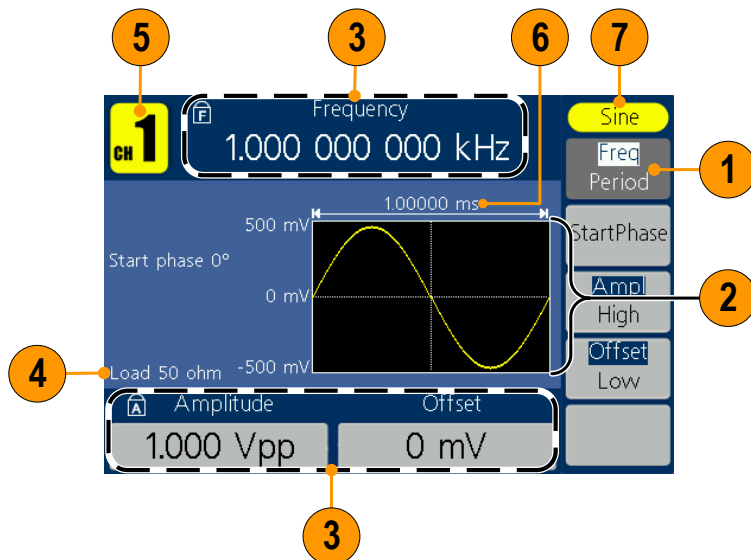 5
3
6
7
CH 1
F
Frequency
1.000 000 000 kHz
Sine
Freq
Period
1
1.00000 ms
500 mV
StartPhase
Start phase 0°
0 mV
Ampl
High
2
Offset
Low
4
Load 50 ohm
-500 mV
A
Amplitude
Offset
1.000 Vpp
0 mV
3